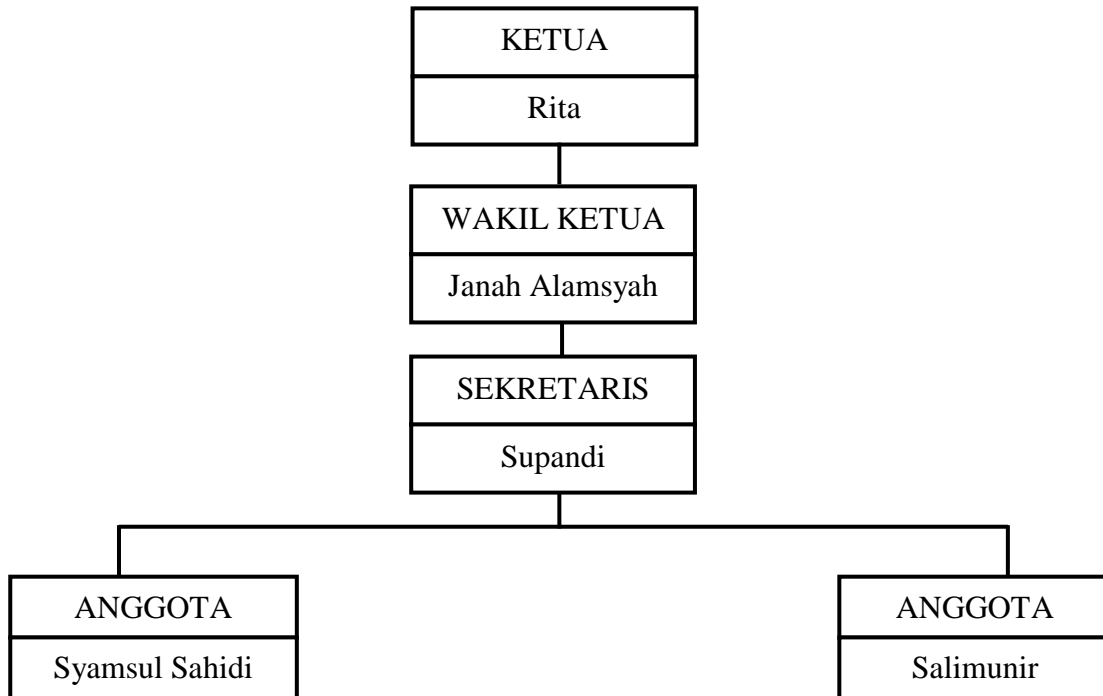 KETUA
Rita
WAKIL KETUA
Janah Alamsyah
SEKRETARIS
Supandi
ANGGOTA
Syamsul Sahidi
ANGGOTA
Salimunir